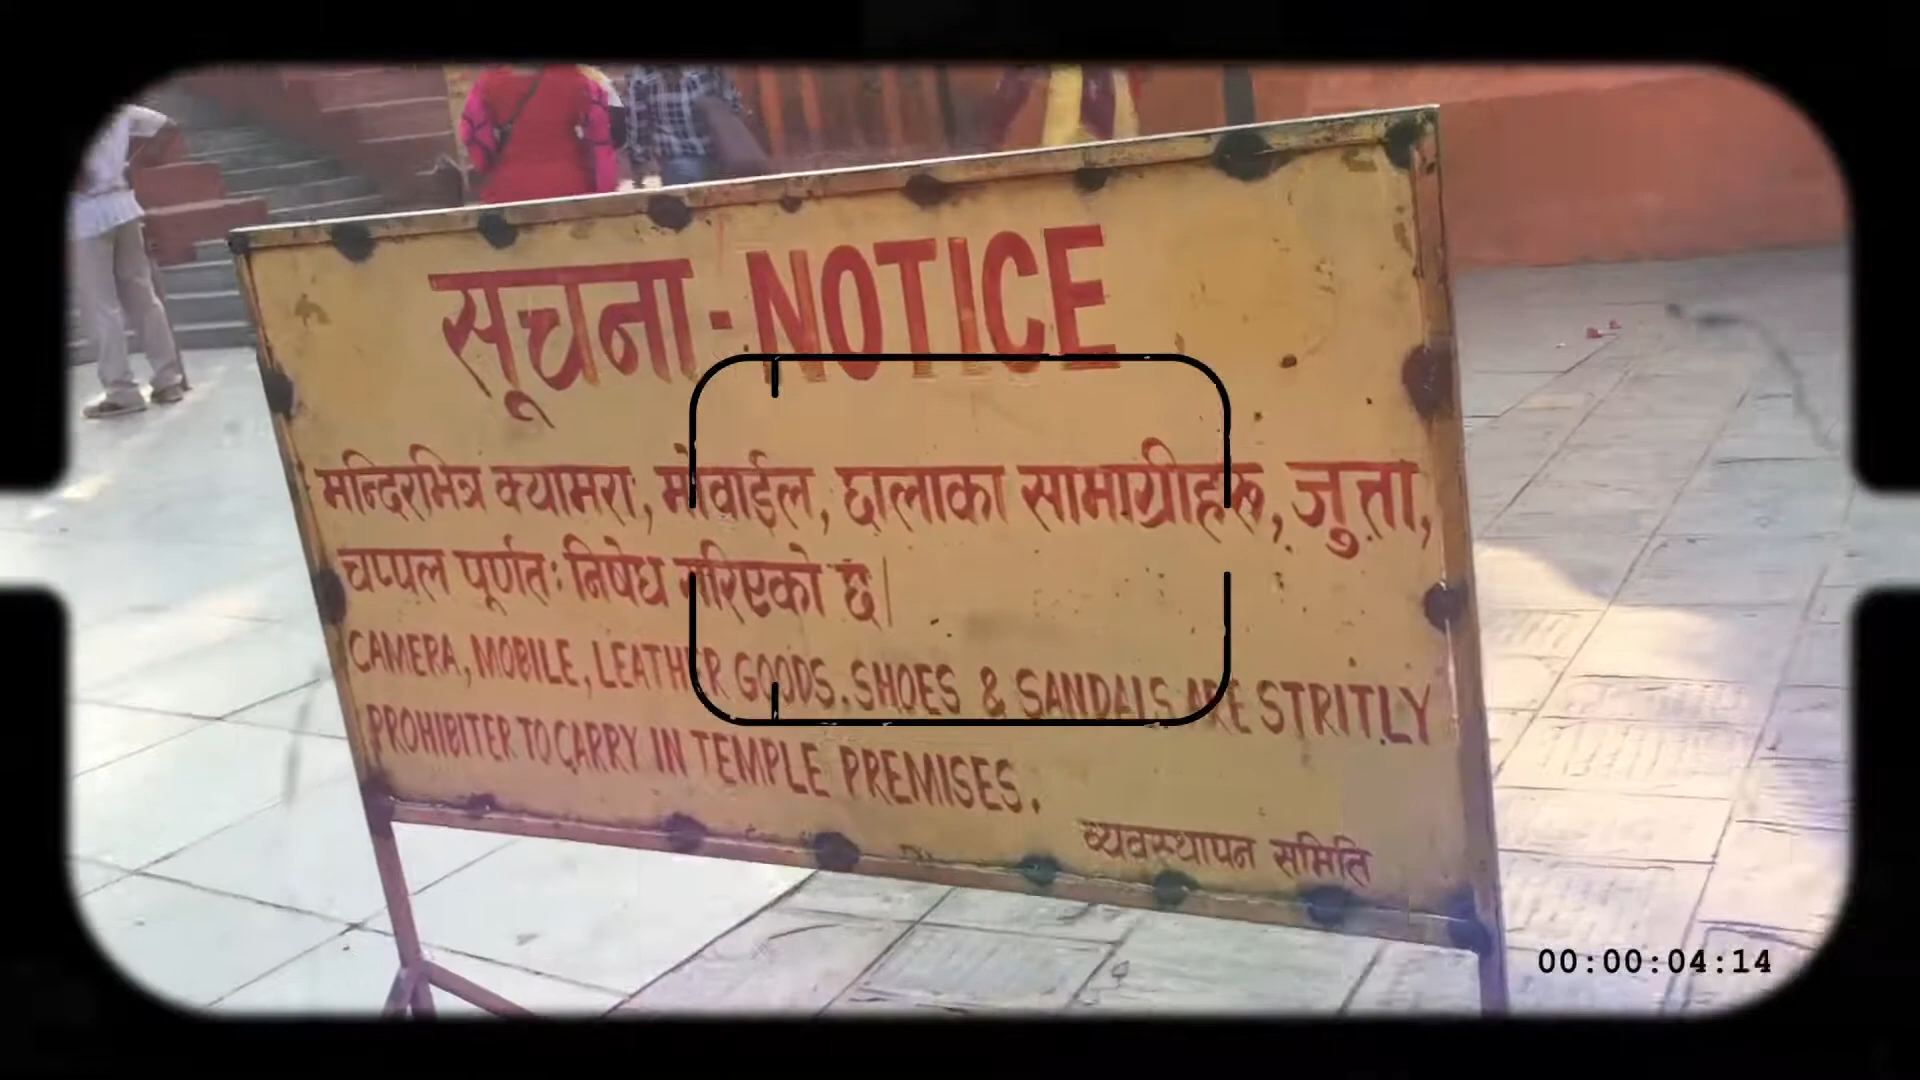 सूचना - NOTICE
मन्दिरभित्र क्यामरा, मोवाईल, छालाका सामाग्रीहरू, जुत्ता,
चप्पल पूर्णतः निषेध गरिएको छ।
CAMERA, MOBILE, LEATHER GOODS. SHOES & SANDALS ARE STRITLY
PROHIBITER TO CARRY IN TEMPLE PREMISES.
व्यवस्थापन समिति
00:00:04:14